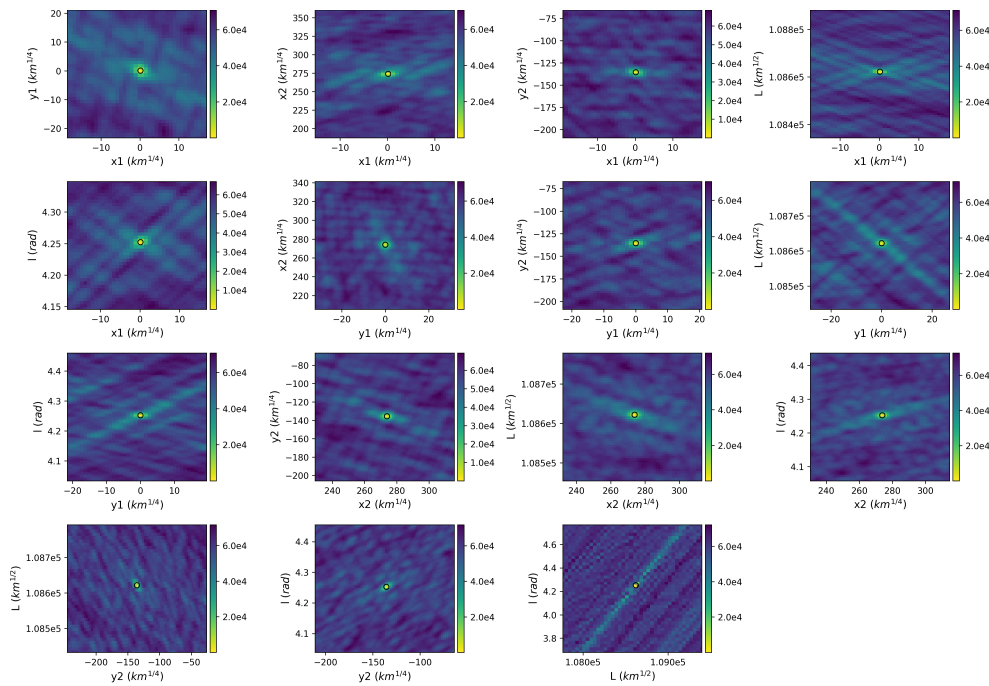 y1 (km^1/4) 20 10 0 −10 −20 −10 0 10 x1 (km^1/4) 6.0e4 4.0e4 2.0e4
x2 (km^1/4) 350 325 300 275 250 225 200 −10 0 10 x1 (km^1/4) 6.0e4 4.0e4 2.0e4
y2 (km^1/4) −75 −100 −125 −150 −175 −200 −10 0 10 x1 (km^1/4) 6.0e4 5.0e4 4.0e4 3.0e4 2.0e4 1.0e4
L (km^1/2) 1.088e5 1.086e5 1.084e5 −10 0 10 x1 (km^1/4) 6.0e4 4.0e4 2.0e4
l (rad) 4.30 4.25 4.20 4.15 −10 0 10 x1 (km^1/4) 6.0e4 5.0e4 4.0e4 3.0e4 2.0e4 1.0e4
x2 (km^1/4) 340 320 300 280 260 240 220 −20 0 20 y1 (km^1/4) 6.0e4 4.0e4 2.0e4
y2 (km^1/4) −75 −100 −125 −150 −175 −200 −20 −10 0 10 20 y1 (km^1/4) 6.0e4 4.0e4 2.0e4
L (km^1/2) 1.087e5 1.086e5 1.085e5 −20 0 20 y1 (km^1/4) 6.0e4 4.0e4 2.0e4
l (rad) 4.4 4.3 4.2 4.1 −20 −10 0 10 y1 (km^1/4) 6.0e4 4.0e4 2.0e4
y2 (km^1/4) −80 −100 −120 −140 −160 −180 −200 240 260 280 300 x2 (km^1/4) 6.0e4 5.0e4 4.0e4 3.0e4 2.0e4 1.0e4
L (km^1/2) 1.087e5 1.086e5 1.085e5 240 260 280 300 x2 (km^1/4) 6.0e4 4.0e4 2.0e4
l (rad) 4.4 4.3 4.2 4.1 240 260 280 300 x2 (km^1/4) 6.0e4 4.0e4 2.0e4
L (km^1/2) 1.087e5 1.086e5 1.085e5 −200 −150 −100 −50 y2 (km^1/4) 6.0e4 4.0e4 2.0e4
l (rad) 4.4 4.3 4.2 4.1 −200 −150 −100 y2 (km^1/4) 6.0e4 4.0e4 2.0e4
l (rad) 4.6 4.4 4.2 4.0 3.8 1.080e5 1.090e5 L (km^1/2) 6.0e4 4.0e4 2.0e4